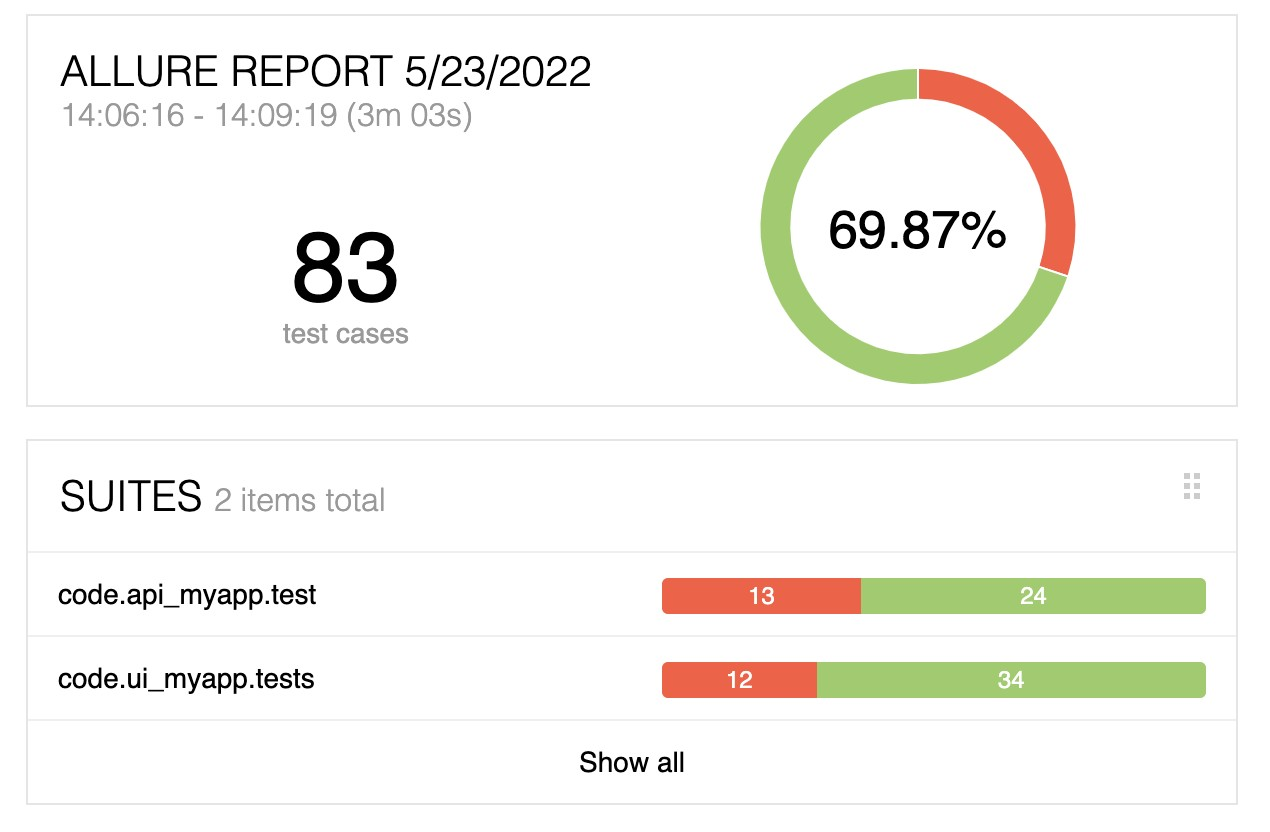 ALLURE REPORT 5/23/2022
14:06:16 - 14:09:19 (3m 03s)
83
test cases
69.87%
SUITES 2 items total
code.api_myapp.test 13 24
code.ui_myapp.tests 12 34
Show all